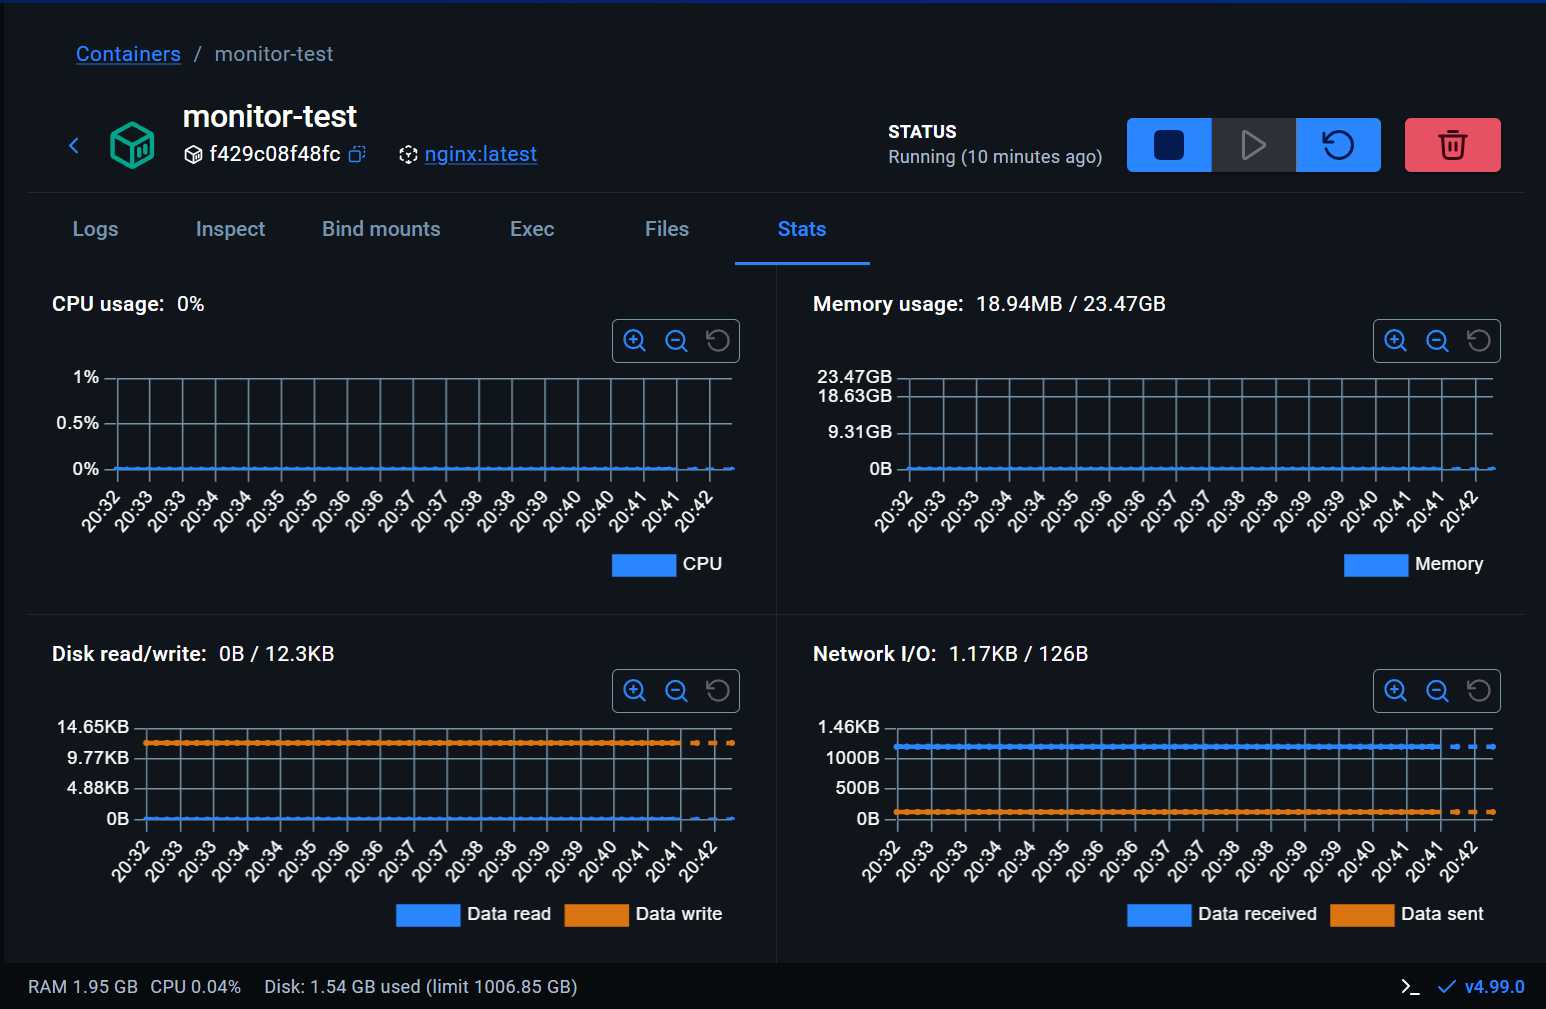 Containers / monitor-test
monitor-test
f429c08f48fc nginx:latest
STATUS
Running (10 minutes ago)
Logs Inspect Bind mounts Exec Files Stats
CPU usage: 0%
1%
0.5%
0%
20:32 20:33 20:33 20:34 20:34 20:35 20:35 20:36 20:36 20:37 20:37 20:38 20:38 20:39 20:40 20:40 20:41 20:41 20:42
CPU
Memory usage: 18.94MB / 23.47GB
23.47GB
18.63GB
9.31GB
0B
20:32 20:33 20:33 20:34 20:34 20:35 20:36 20:36 20:37 20:37 20:38 20:38 20:39 20:39 20:40 20:41 20:41 20:42
Memory
Disk read/write: 0B / 12.3KB
14.65KB
9.77KB
4.88KB
0B
20:32 20:33 20:33 20:34 20:34 20:35 20:36 20:36 20:37 20:37 20:38 20:38 20:39 20:39 20:40 20:41 20:41 20:42
Data read Data write
Network I/O: 1.17KB / 126B
1.46KB
1000B
500B
0B
20:32 20:33 20:33 20:34 20:34 20:35 20:36 20:36 20:37 20:37 20:38 20:38 20:39 20:39 20:40 20:41 20:41 20:42
Data received Data sent
RAM 1.95 GB CPU 0.04% Disk: 1.54 GB used (limit 1006.85 GB)
v4.99.0